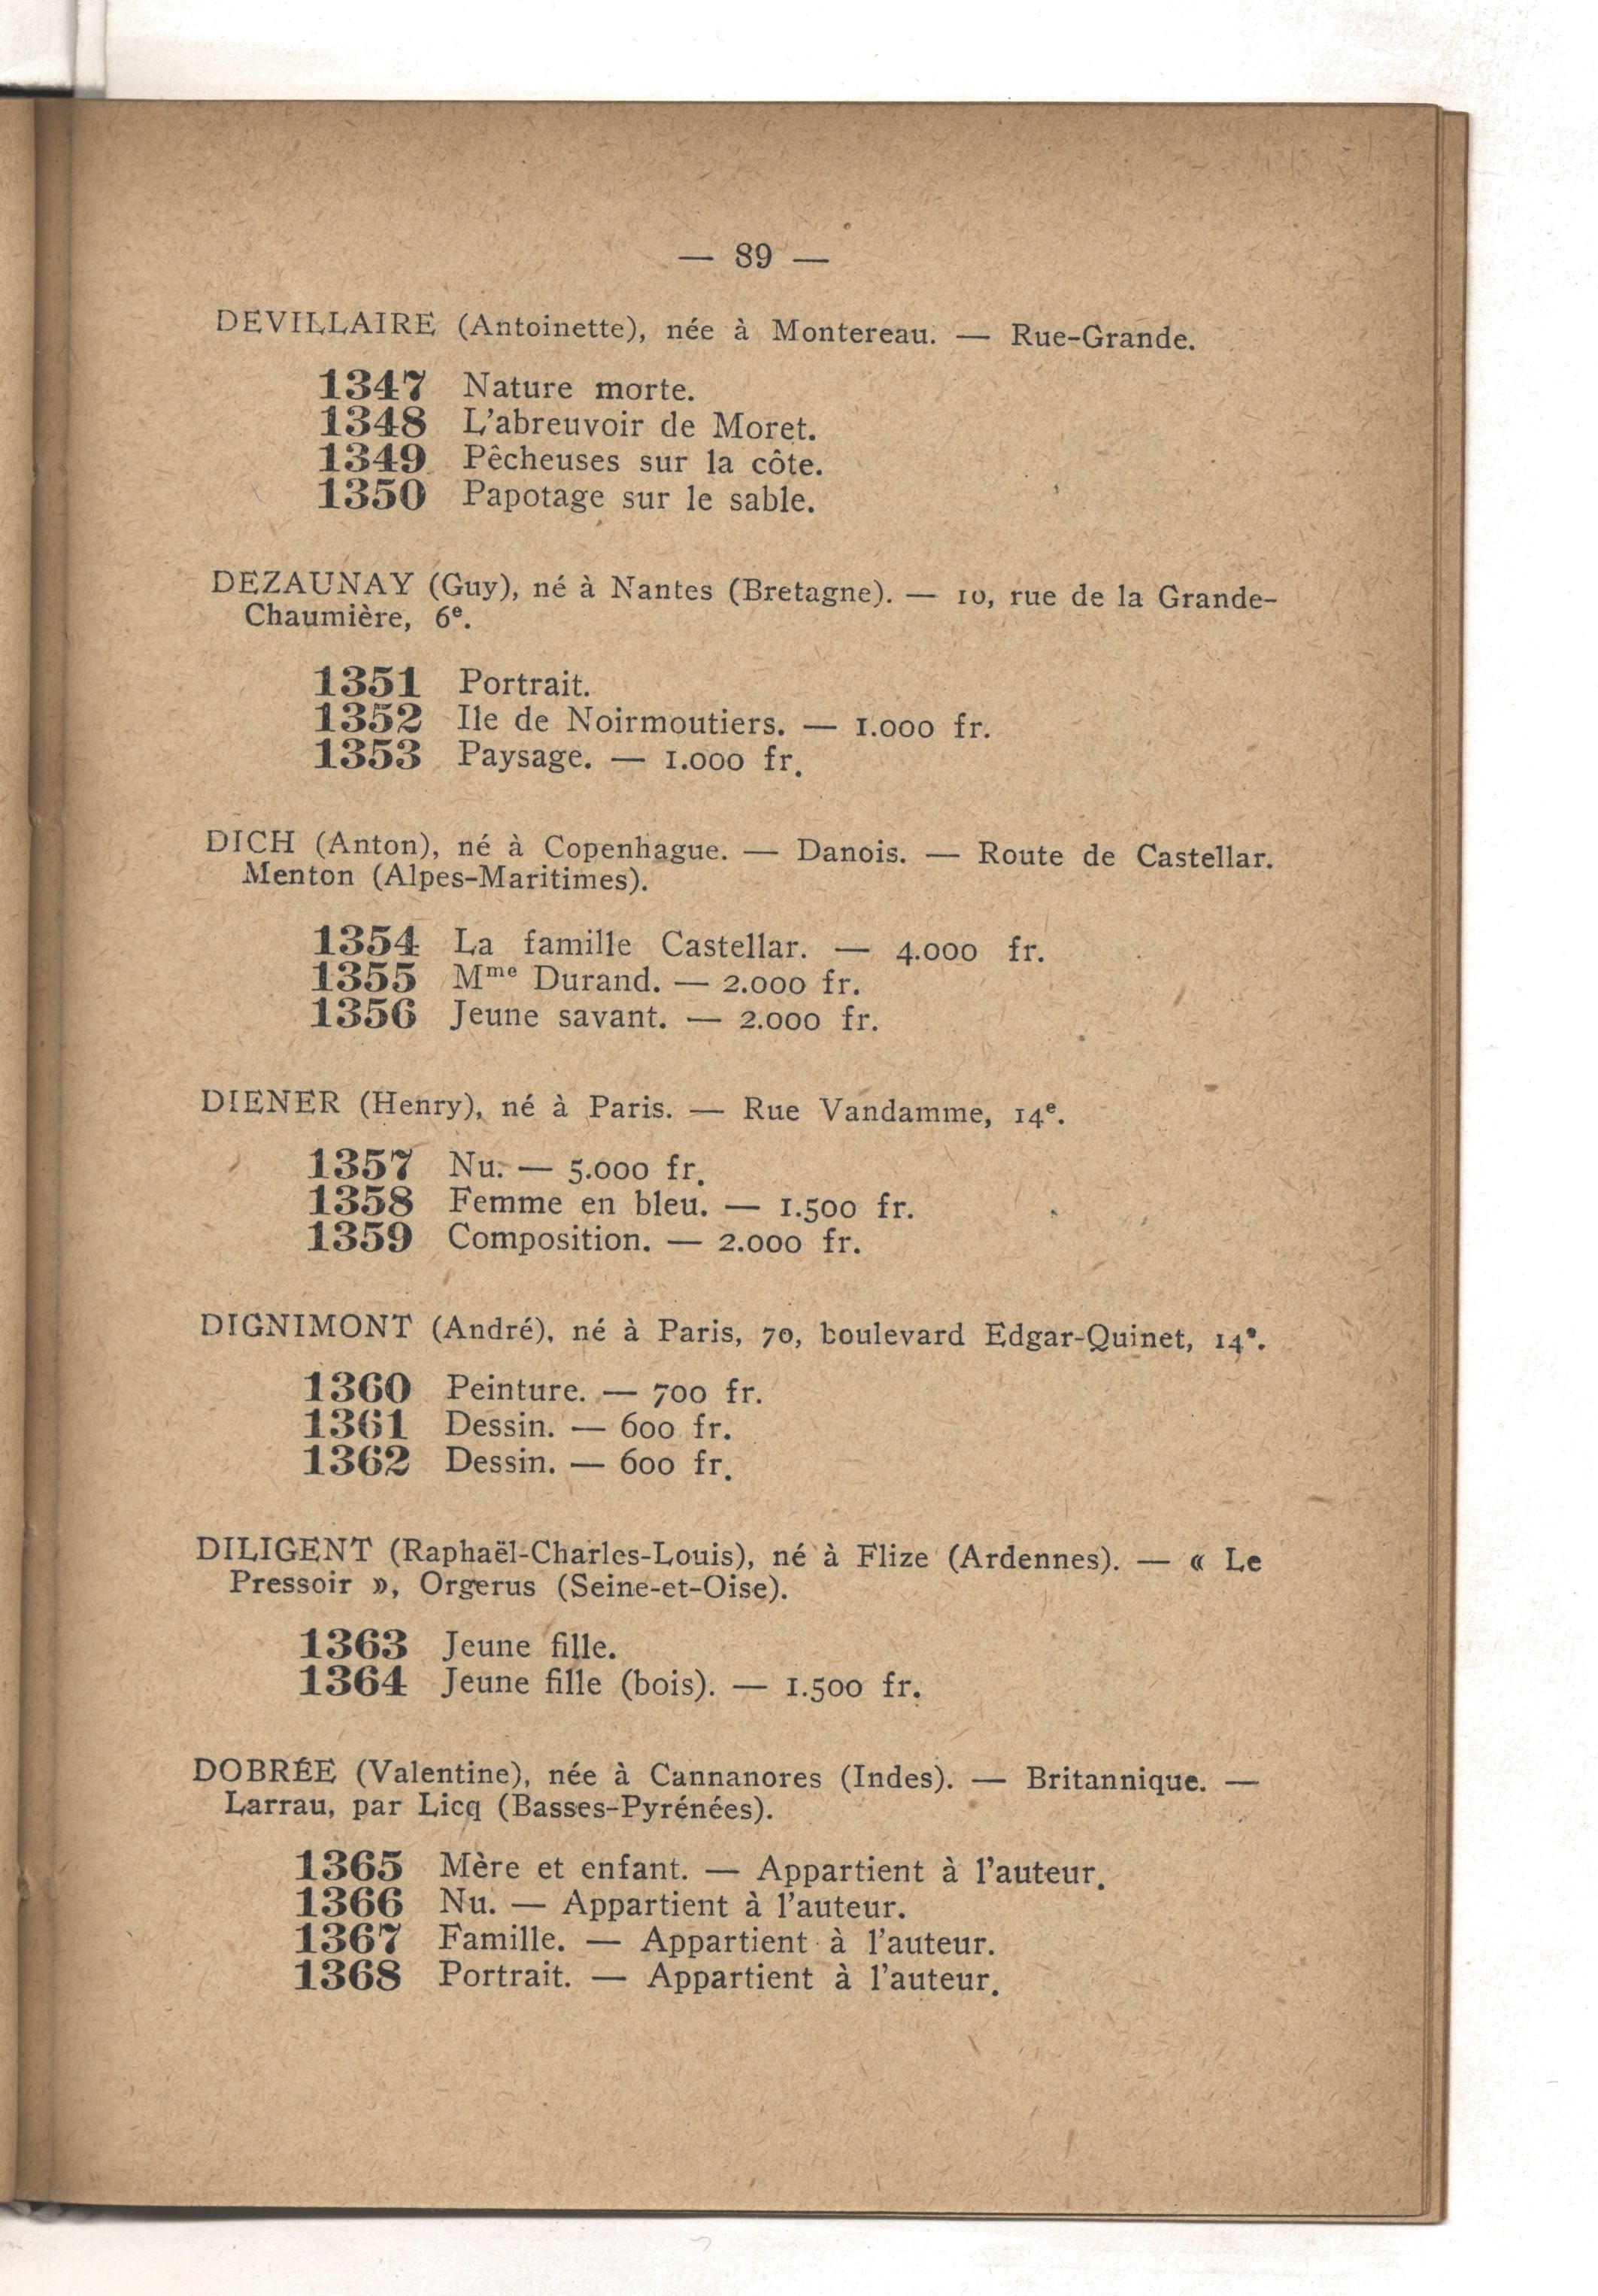 — 89 —
DEVILLAIRE (Antoinette), née à Montereau. — Rue-Grande.
1347 Nature morte.
1348 L'abreuvoir de Moret.
1349 Pêcheuses sur la côte.
1350 Papotage sur le sable.
DEZAUNAY (Guy), né à Nantes (Bretagne). — 10, rue de la Grande-
Chaumière, 6e.
1351 Portrait.
1352 Ile de Noirmoutiers. — 1.000 fr.
1353 Paysage. — 1.000 fr.
DICH (Anton), né à Copenhague. — Danois. — Route de Castellar.
Menton (Alpes-Maritimes).
1354 La famille Castellar. — 4.000 fr.
1355 Mme Durand. — 2.000 fr.
1356 Jeune savant. — 2.000 fr.
DIENER (Henry), né à Paris. — Rue Vandamme, 14e.
1357 Nu. — 5.000 fr.
1358 Femme en bleu. — 1.500 fr.
1359 Composition. — 2.000 fr.
DIGNIMONT (André), né à Paris, 70, boulevard Edgar-Quinet, 14e.
1360 Peinture. — 700 fr.
1361 Dessin. — 600 fr.
1362 Dessin. — 600 fr.
DILIGENT (Raphaël-Charles-Louis), né à Flize (Ardennes). — « Le
Pressoir », Orgerus (Seine-et-Oise).
1363 Jeune fille.
1364 Jeune fille (bois). — 1.500 fr.
DOBRÉE (Valentine), née à Cannanores (Indes). — Britannique. —
Larrau, par Licq (Basses-Pyrénées).
1365 Mère et enfant. — Appartient à l'auteur.
1366 Nu. — Appartient à l'auteur.
1367 Famille. — Appartient à l'auteur.
1368 Portrait. — Appartient à l'auteur.